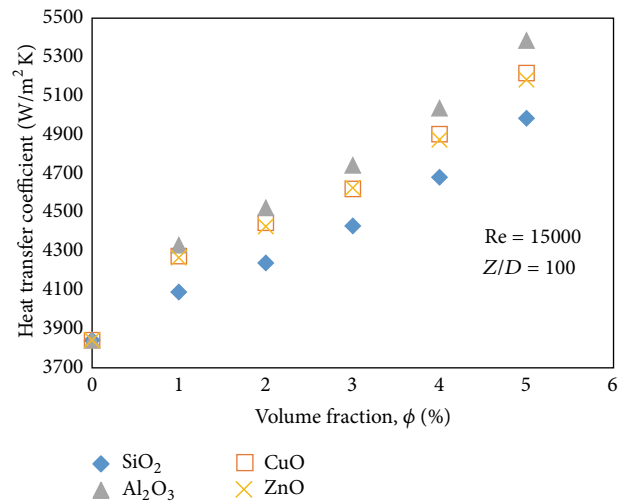 5500
5300
5100
4900
4700
4500
4300
4100
3900
3700
Heat transfer coefficient (W/m² K)
Re = 15000
Z/D = 100
0 1 2 3 4 5 6
Volume fraction, ϕ (%)
SiO₂ CuO
Al₂O₃ ZnO